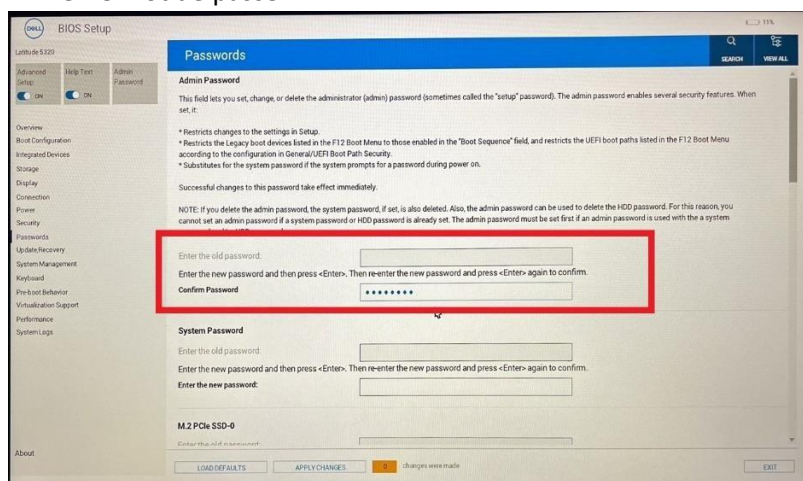 DELL BIOS Setup
11%
Latitude 5320
Advanced Setup
ON
Help Text
ON
Admin Password
Overview
Boot Configuration
Integrated Devices
Storage
Display
Connection
Power
Security
Passwords
Update,Recovery
System Management
Keyboard
Pre-boot Behavior
Virtualization Support
Performance
System Logs
About
Passwords
SEARCH
VIEW ALL
Admin Password
This field lets you set, change, or delete the administrator (admin) password (sometimes called the "setup" password). The admin password enables several security features. When
set, it:
* Restricts changes to the settings in Setup.
* Restricts the Legacy boot devices listed in the F12 Boot Menu to those enabled in the "Boot Sequence" field, and restricts the UEFI boot paths listed in the F12 Boot Menu
according to the configuration in General/UEFI Boot Path Security.
* Substitutes for the system password if the system prompts for a password during power on.
Successful changes to this password take effect immediately.
NOTE: If you delete the admin password, the system password, if set, is also deleted. Also, the admin password can be used to delete the HDD password. For this reason, you
cannot set an admin password if a system password or HDD password is already set. The admin password must be set first if an admin password is used with the a system
Enter the old password:
Enter the new password and then press <Enter>. Then re-enter the new password and press <Enter> again to confirm.
Confirm Password
••••••••
System Password
Enter the old password:
Enter the new password and then press <Enter>. Then re-enter the new password and press <Enter> again to confirm.
Enter the new password:
M.2 PCIe SSD-0
Enter the old password:
LOAD DEFAULTS
APPLY CHANGES
0 changes were made
EXIT